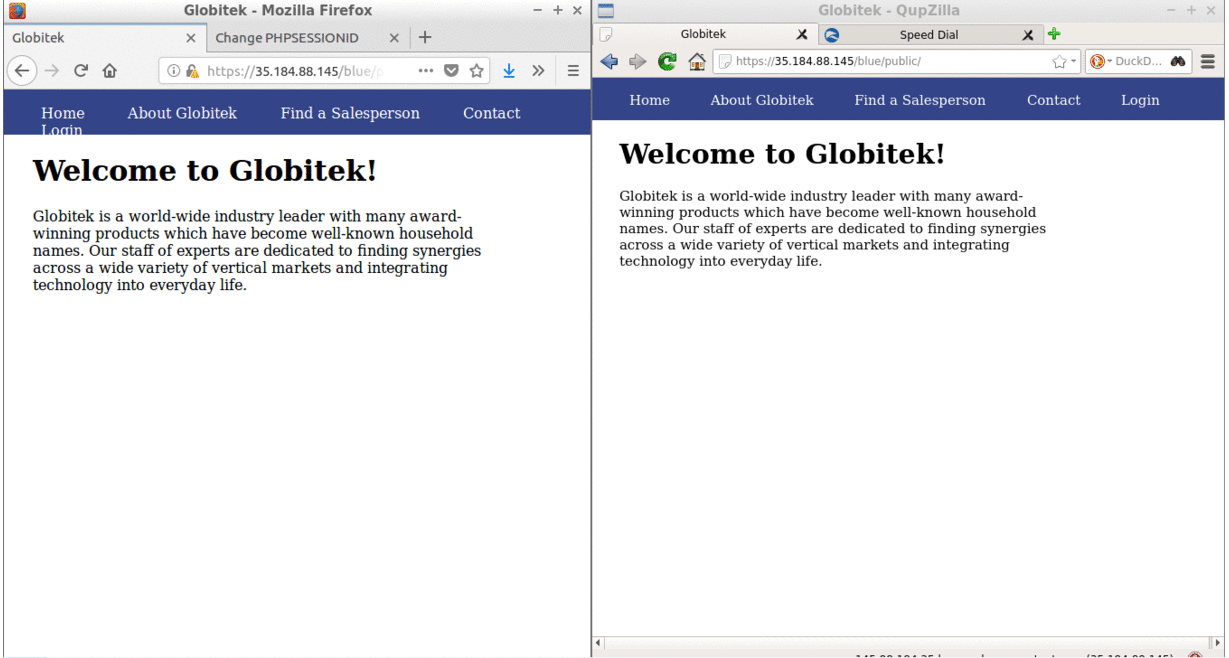 Globitek - Mozilla Firefox
Globitek
Change PHPSESSIONID
https://35.184.88.145/blue/p
Home About Globitek Find a Salesperson Contact
Login
Welcome to Globitek!
Globitek is a world-wide industry leader with many award-
winning products which have become well-known household
names. Our staff of experts are dedicated to finding synergies
across a wide variety of vertical markets and integrating
technology into everyday life.
Globitek - QupZilla
Globitek
Speed Dial
https://35.184.88.145/blue/public/
DuckD...
Home About Globitek Find a Salesperson Contact Login
Welcome to Globitek!
Globitek is a world-wide industry leader with many award-
winning products which have become well-known household
names. Our staff of experts are dedicated to finding synergies
across a wide variety of vertical markets and integrating
technology into everyday life.